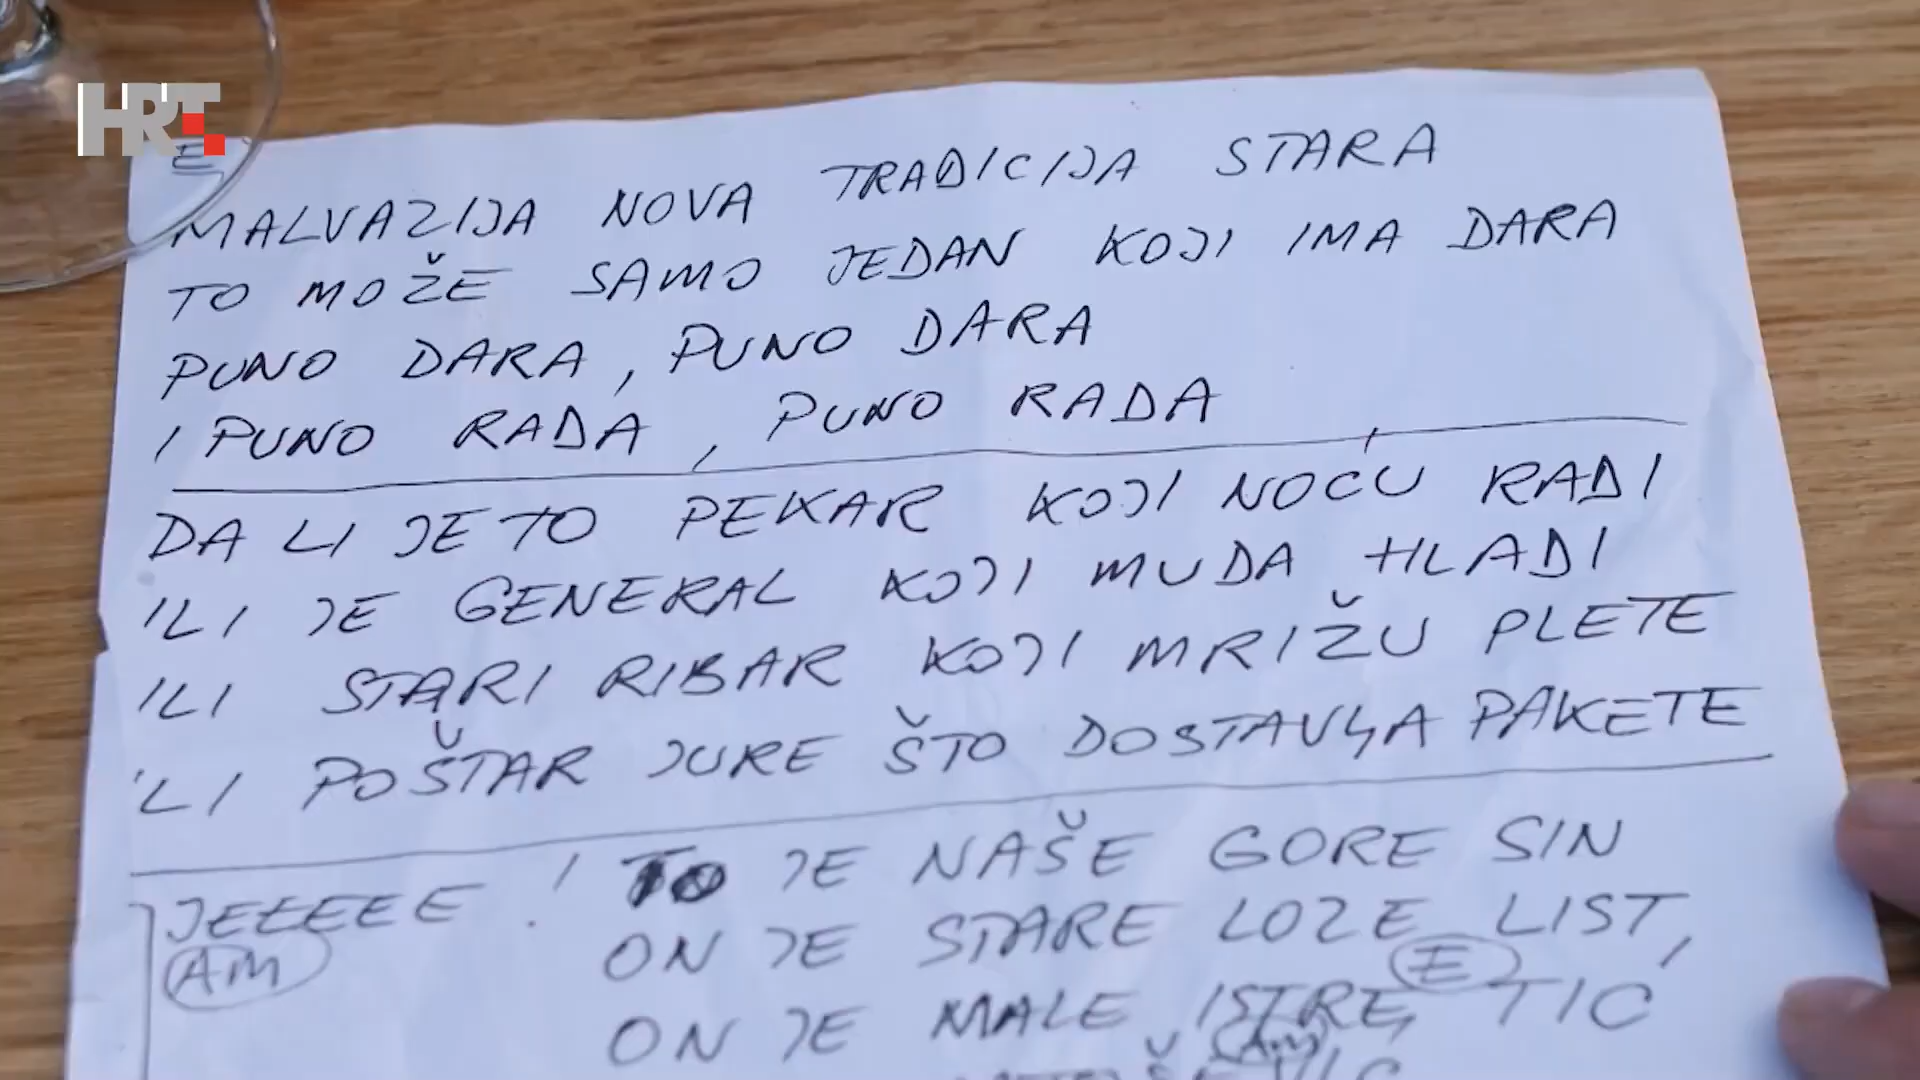 HRT
E
MALVAZIJA NOVA TRADICIJA STARA
TO MOŽE SAMO JEDAN KOJI IMA DARA
PUNO DARA, PUNO DARA
I PUNO RADA, PUNO RADA
DA LI JE TO PEKAR KOJI NOĆU RADI
ILI JE GENERAL KOJI MUDA HLADI
ILI STARI RIBAR KOJI MRIŽU PLETE
'LI POŠTAR JURE ŠTO DOSTAVLJA PAKETE
JEEEEE! TO JE NAŠE GORE SIN
AM ON JE STARE LOZE LIST,
E
ON JE MALE ISTRE, TIC
AM